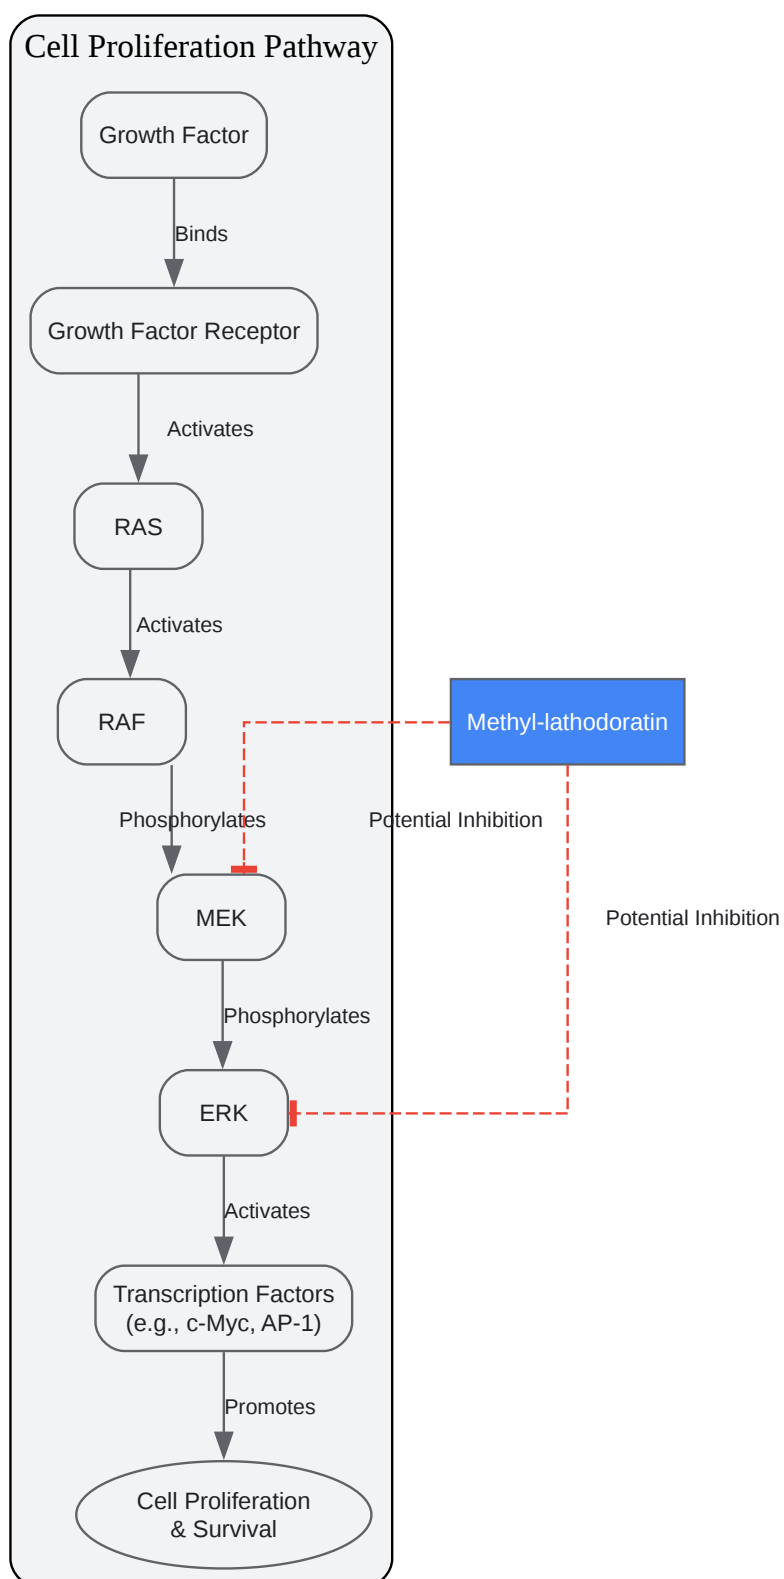 Cell Proliferation Pathway
Growth Factor
Binds
Growth Factor Receptor
Activates
RAS
Activates
RAF
Methyl-lathodoratin
Phosphorylates
Potential Inhibition
MEK
Potential Inhibition
Phosphorylates
ERK
Activates
Transcription Factors
(e.g., c-Myc, AP-1)
Promotes
Cell Proliferation
& Survival